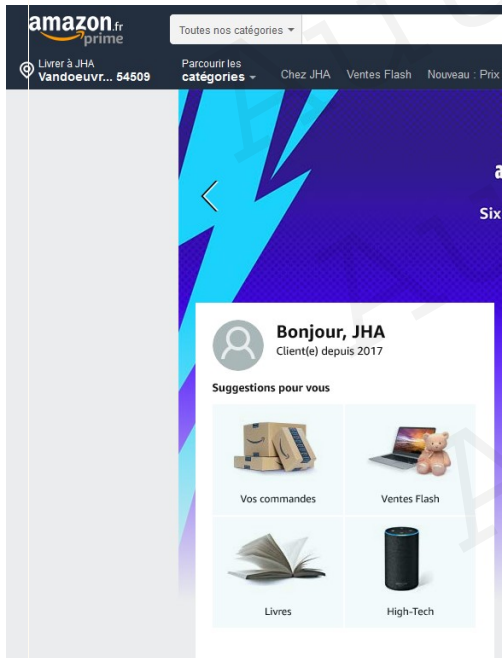 amazon.fr
prime
Toutes nos catégories
Livrer à JHA
Vandoeuvr... 54509
Parcourir les
catégories
Chez JHA Ventes Flash Nouveau : Prix
a
Six
Bonjour, JHA
Client(e) depuis 2017
Suggestions pour vous
Vos commandes Ventes Flash
Livres High-Tech